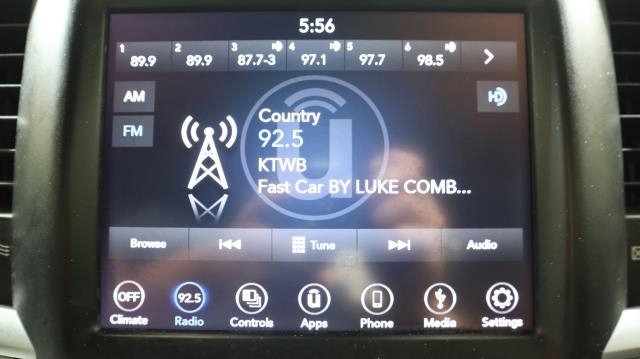 5:56
1 2 3 4 5 6
89.9 89.9 87.7-3 97.1 97.7 98.5
AM
FM
Country
92.5
KTWB
Fast Car BY LUKE COMB...
Browse Tune Audio
OFF 92.5
Climate Radio Controls Apps Phone Media Settings